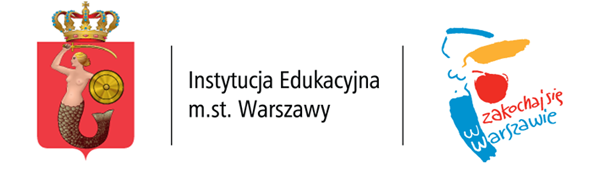 Instytucja Edukacyjna
m.st. Warszawy
zakochaj się
w Warszawie